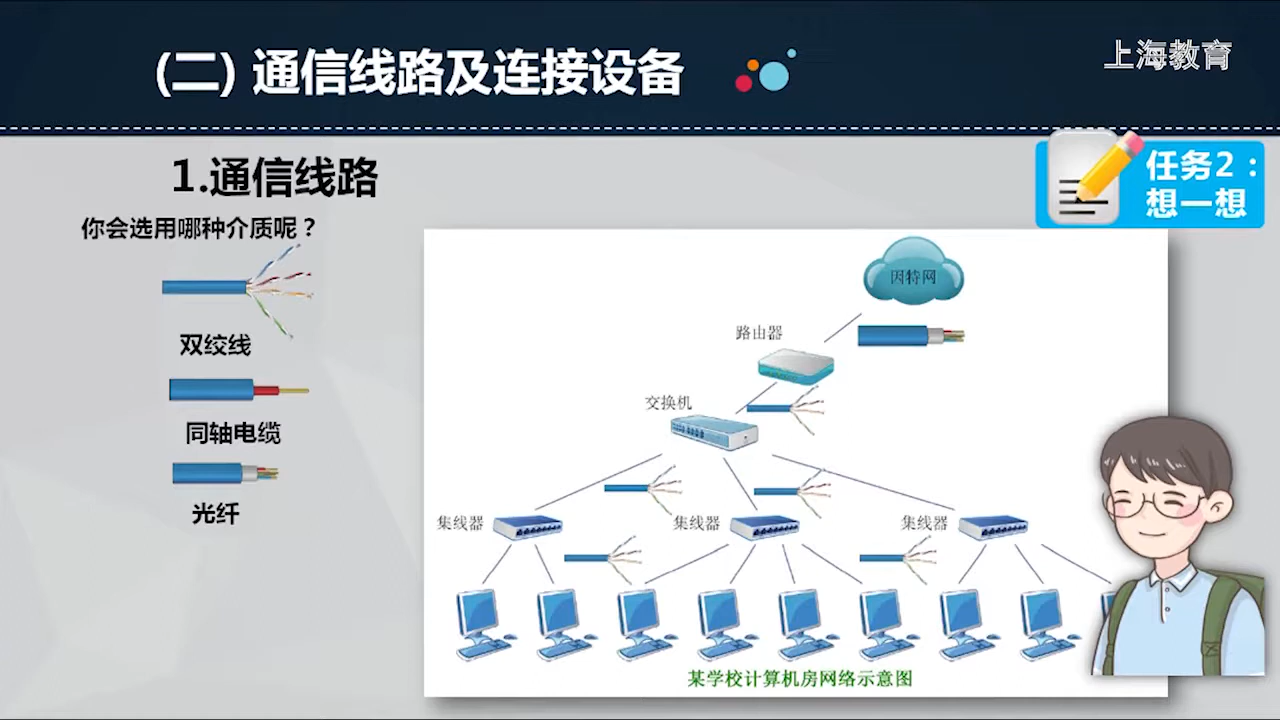 (二) 通信线路及连接设备
上海教育
1.通信线路
任务2：
想一想
你会选用哪种介质呢？
双绞线
同轴电缆
光纤
因特网
路由器
交换机
集线器
集线器
集线器
某学校计算机房网络示意图